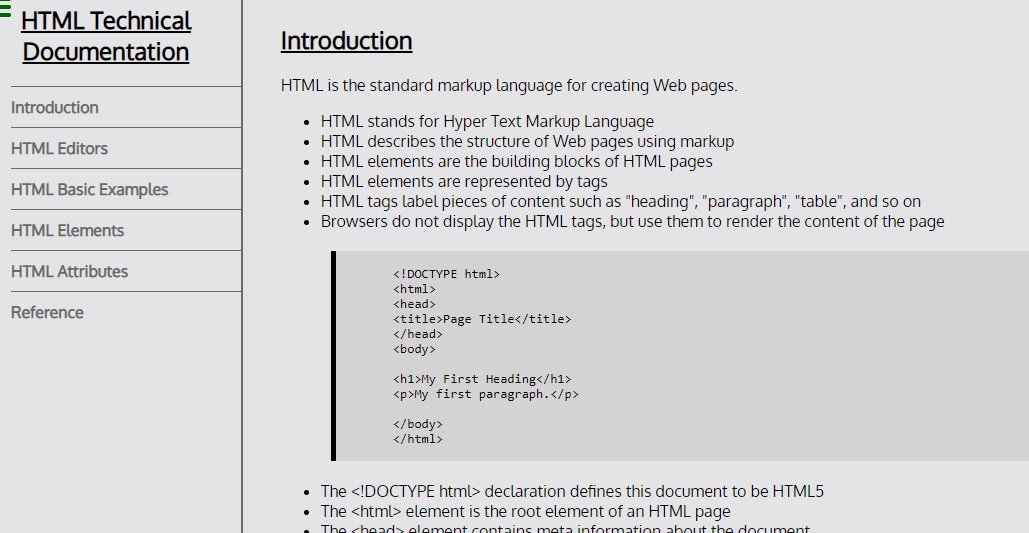 HTML Technical
Documentation
Introduction
HTML Editors
HTML Basic Examples
HTML Elements
HTML Attributes
Reference
Introduction
HTML is the standard markup language for creating Web pages.
• HTML stands for Hyper Text Markup Language
• HTML describes the structure of Web pages using markup
• HTML elements are the building blocks of HTML pages
• HTML elements are represented by tags
• HTML tags label pieces of content such as "heading", "paragraph", "table", and so on
• Browsers do not display the HTML tags, but use them to render the content of the page
<!DOCTYPE html>
<html>
<head>
<title>Page Title</title>
</head>
<body>
<h1>My First Heading</h1>
<p>My first paragraph.</p>
</body>
</html>
• The <!DOCTYPE html> declaration defines this document to be HTML5
• The <html> element is the root element of an HTML page
• The <head> element contains meta information about the document